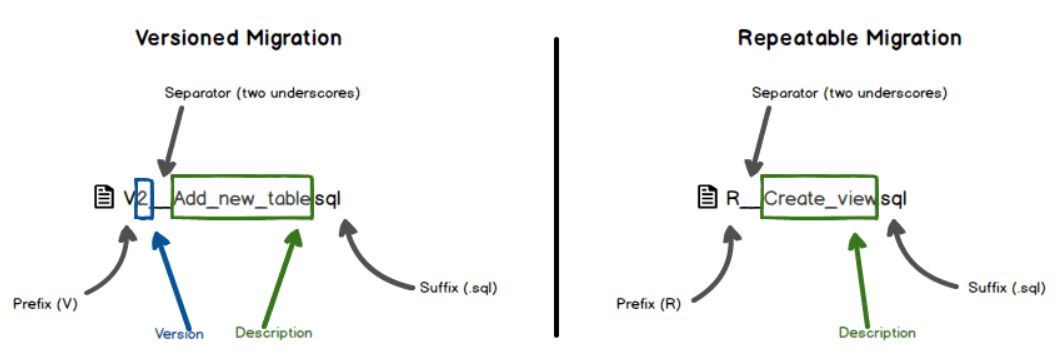 Versioned Migration
Separator (two underscores)
V2__Add_new_table.sql
Prefix (V)
Version
Description
Suffix (.sql)
Repeatable Migration
Separator (two underscores)
R__Create_view.sql
Prefix (R)
Description
Suffix (.sql)